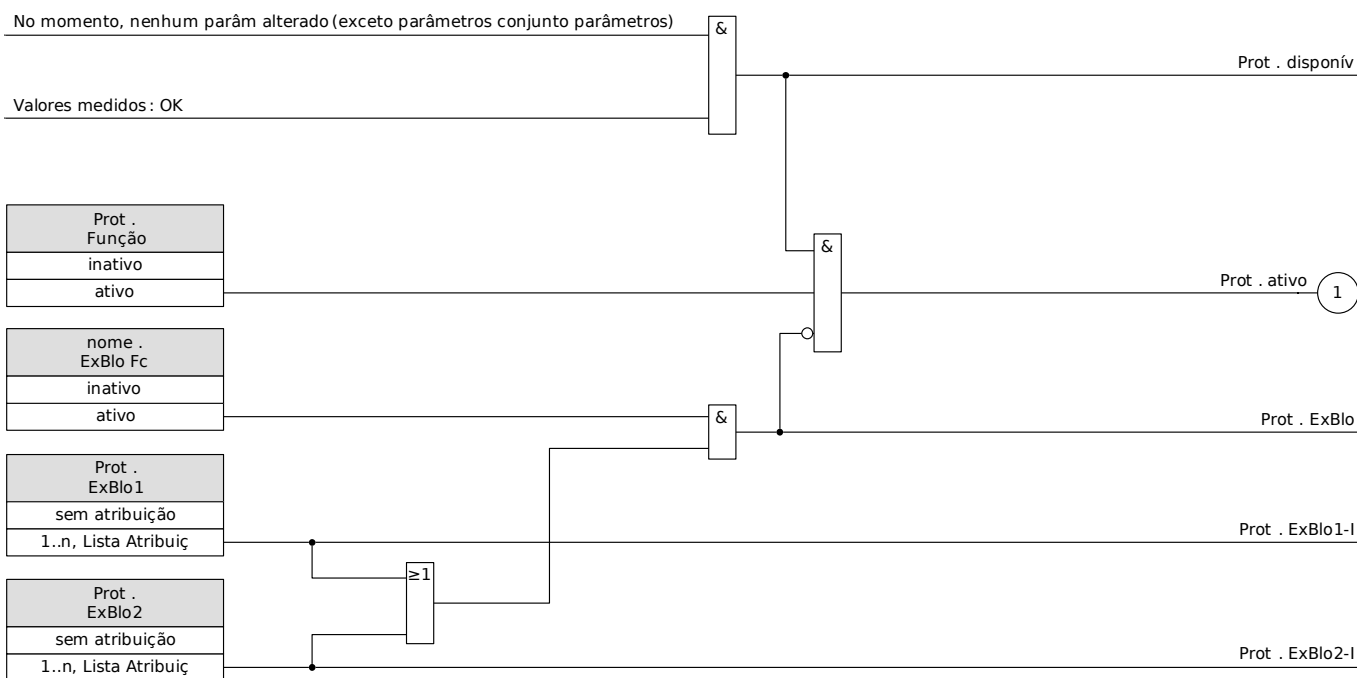 No momento, nenhum parâm alterado (exceto parâmetros conjunto parâmetros)
&
Prot . disponív
Valores medidos : OK
Prot .
Função
inativo
ativo
&
Prot . ativo
1
nome .
ExBlo Fc
inativo
ativo
&
Prot . ExBlo
Prot .
ExBlo1
sem atribuição
1..n, Lista Atribuiç
Prot . ExBlo1-I
≥1
Prot .
ExBlo2
sem atribuição
1..n, Lista Atribuiç
Prot . ExBlo2-I